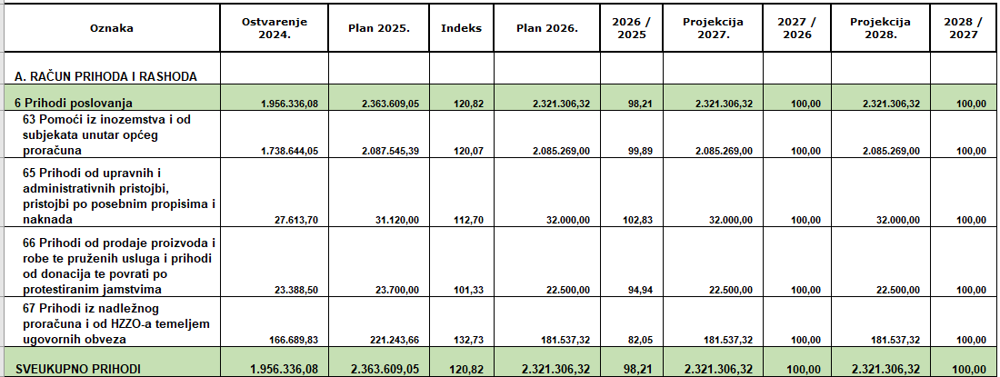 Oznaka Ostvarenje 2024. Plan 2025. Indeks Plan 2026. 2026 / 2025 Projekcija 2027. 2027 / 2026 Projekcija 2028. 2028 / 2027
A. RAČUN PRIHODA I RASHODA
6 Prihodi poslovanja 1.956.336,08 2.363.609,05 120,82 2.321.306,32 98,21 2.321.306,32 100,00 2.321.306,32 100,00
63 Pomoći iz inozemstva i od
subjekata unutar općeg
proračuna 1.738.644,05 2.087.545,39 120,07 2.085.269,00 99,89 2.085.269,00 100,00 2.085.269,00 100,00
65 Prihodi od upravnih i
administrativnih pristojbi,
pristojbi po posebnim propisima i
naknada 27.613,70 31.120,00 112,70 32.000,00 102,83 32.000,00 100,00 32.000,00 100,00
66 Prihodi od prodaje proizvoda i
robe te pruženih usluga i prihodi
od donacija te povrati po
protestiranim jamstvima 23.388,50 23.700,00 101,33 22.500,00 94,94 22.500,00 100,00 22.500,00 100,00
67 Prihodi iz nadležnog
proračuna i od HZZO-a temeljem
ugovornih obveza 166.689,83 221.243,66 132,73 181.537,32 82,05 181.537,32 100,00 181.537,32 100,00
SVEUKUPNO PRIHODI 1.956.336,08 2.363.609,05 120,82 2.321.306,32 98,21 2.321.306,32 100,00 2.321.306,32 100,00